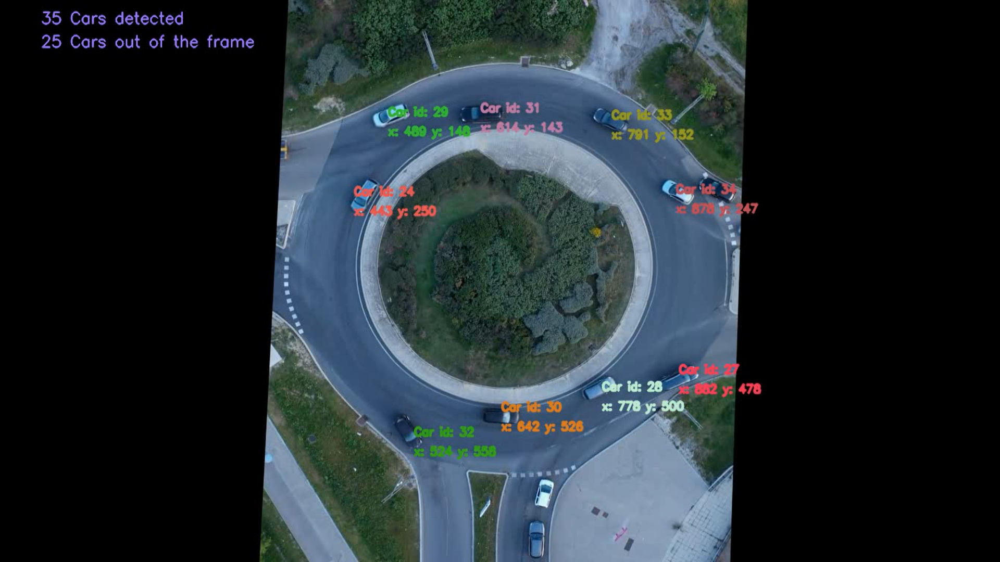 35 Cars detected
25 Cars out of the frame
Car id: 29
x: 489 y: 148
Car id: 31
x: 614 y: 143
Car id: 33
x: 791 y: 152
Car id: 24
x: 443 y: 250
Car id: 34
x: 878 y: 247
Car id: 27
x: 882 y: 478
Car id: 28
x: 778 y: 500
Car id: 30
x: 642 y: 526
Car id: 32
x: 524 y: 558